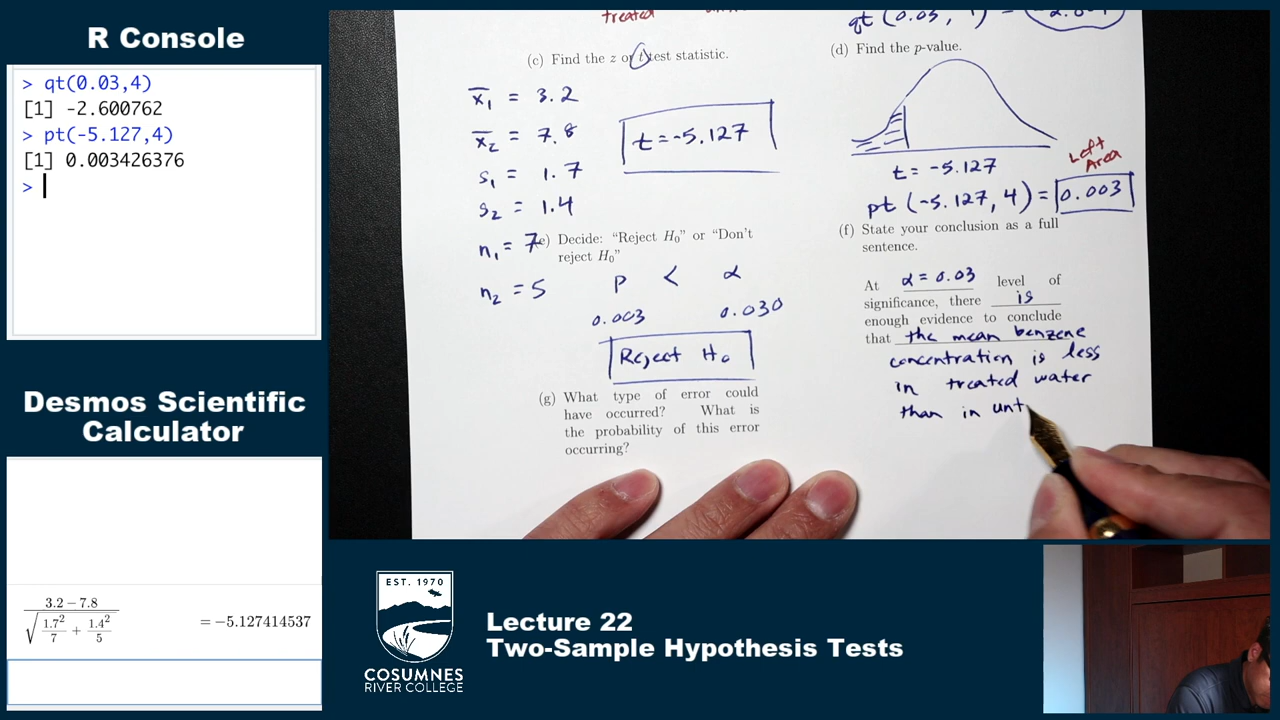 R Console
> qt(0.03,4)
[1] -2.600762
> pt(-5.127,4)
[1] 0.003426376
>
Desmos Scientific
Calculator
3.2 − 7.8
√ 1.7² / 7 + 1.4² / 5
= −5.127414537
treated
(c) Find the z or t test statistic.
x̄₁ = 3.2
x̄₂ = 7.8
s₁ = 1.7
s₂ = 1.4
n₁ = 7
n₂ = 5
t = -5.127
qt (0.03,
(d) Find the p-value.
t = -5.127
Left
Area
pt (-5.127, 4) = 0.003
(e) Decide: “Reject H₀” or “Don’t
reject H₀”
P < α
0.003 0.030
Reject H₀
(f) State your conclusion as a full
sentence.
At α = 0.03 level of
significance, there is
enough evidence to conclude
that the mean benzene
concentration is less
in treated water
than in unt
(g) What type of error could
have occurred? What is
the probability of this error
occurring?
EST. 1970
COSUMNES
RIVER COLLEGE
Lecture 22
Two-Sample Hypothesis Tests